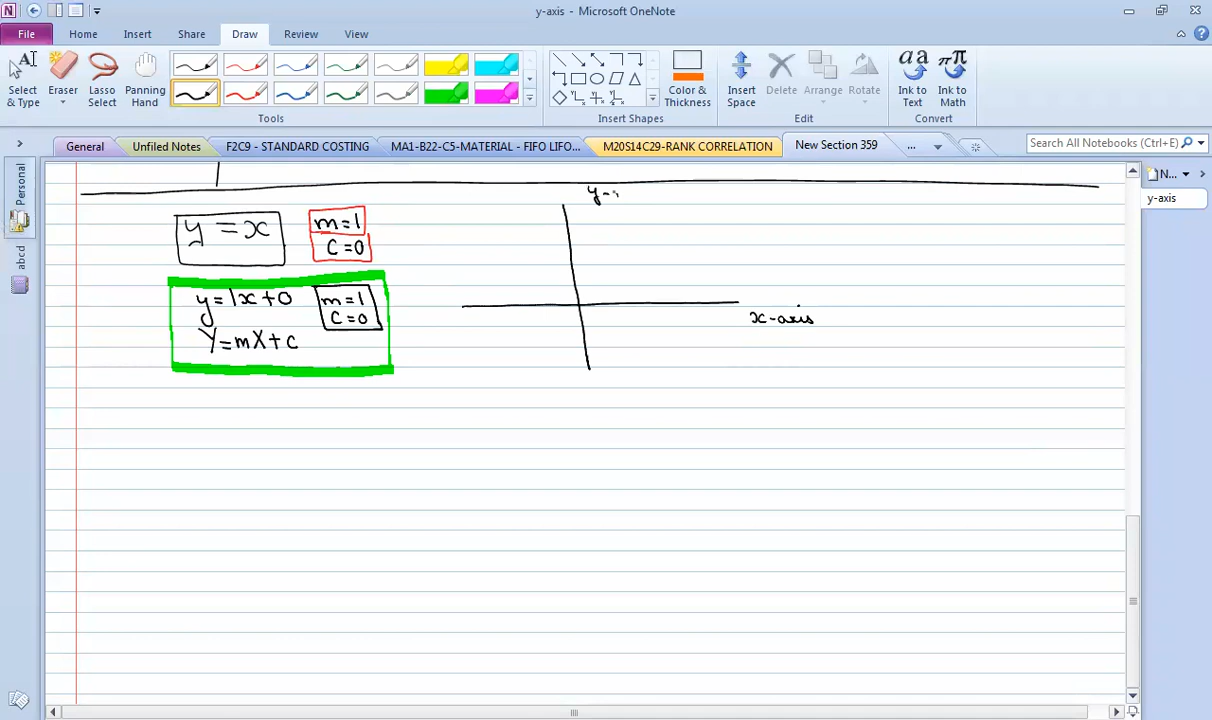 y-axis - Microsoft OneNote
File Home Insert Share Draw Review View
Select & Type
Eraser
Lasso Select
Panning Hand
Color & Thickness
Insert Space
Delete
Arrange
Rotate
Ink to Text
Ink to Math
Tools Insert Shapes Edit Convert
General Unfiled Notes F2C9 - STANDARD COSTING MA1-B22-C5-MATERIAL - FIFO LIFO... M20S14C29-RANK CORRELATION New Section 359 ... Search All Notebooks (Ctrl+E)
Personal
abcd
N...
y-axis
y-
y = x
m=1
C=0
y=1x+0
m=1
C=0
Y=mX+c
x-axis